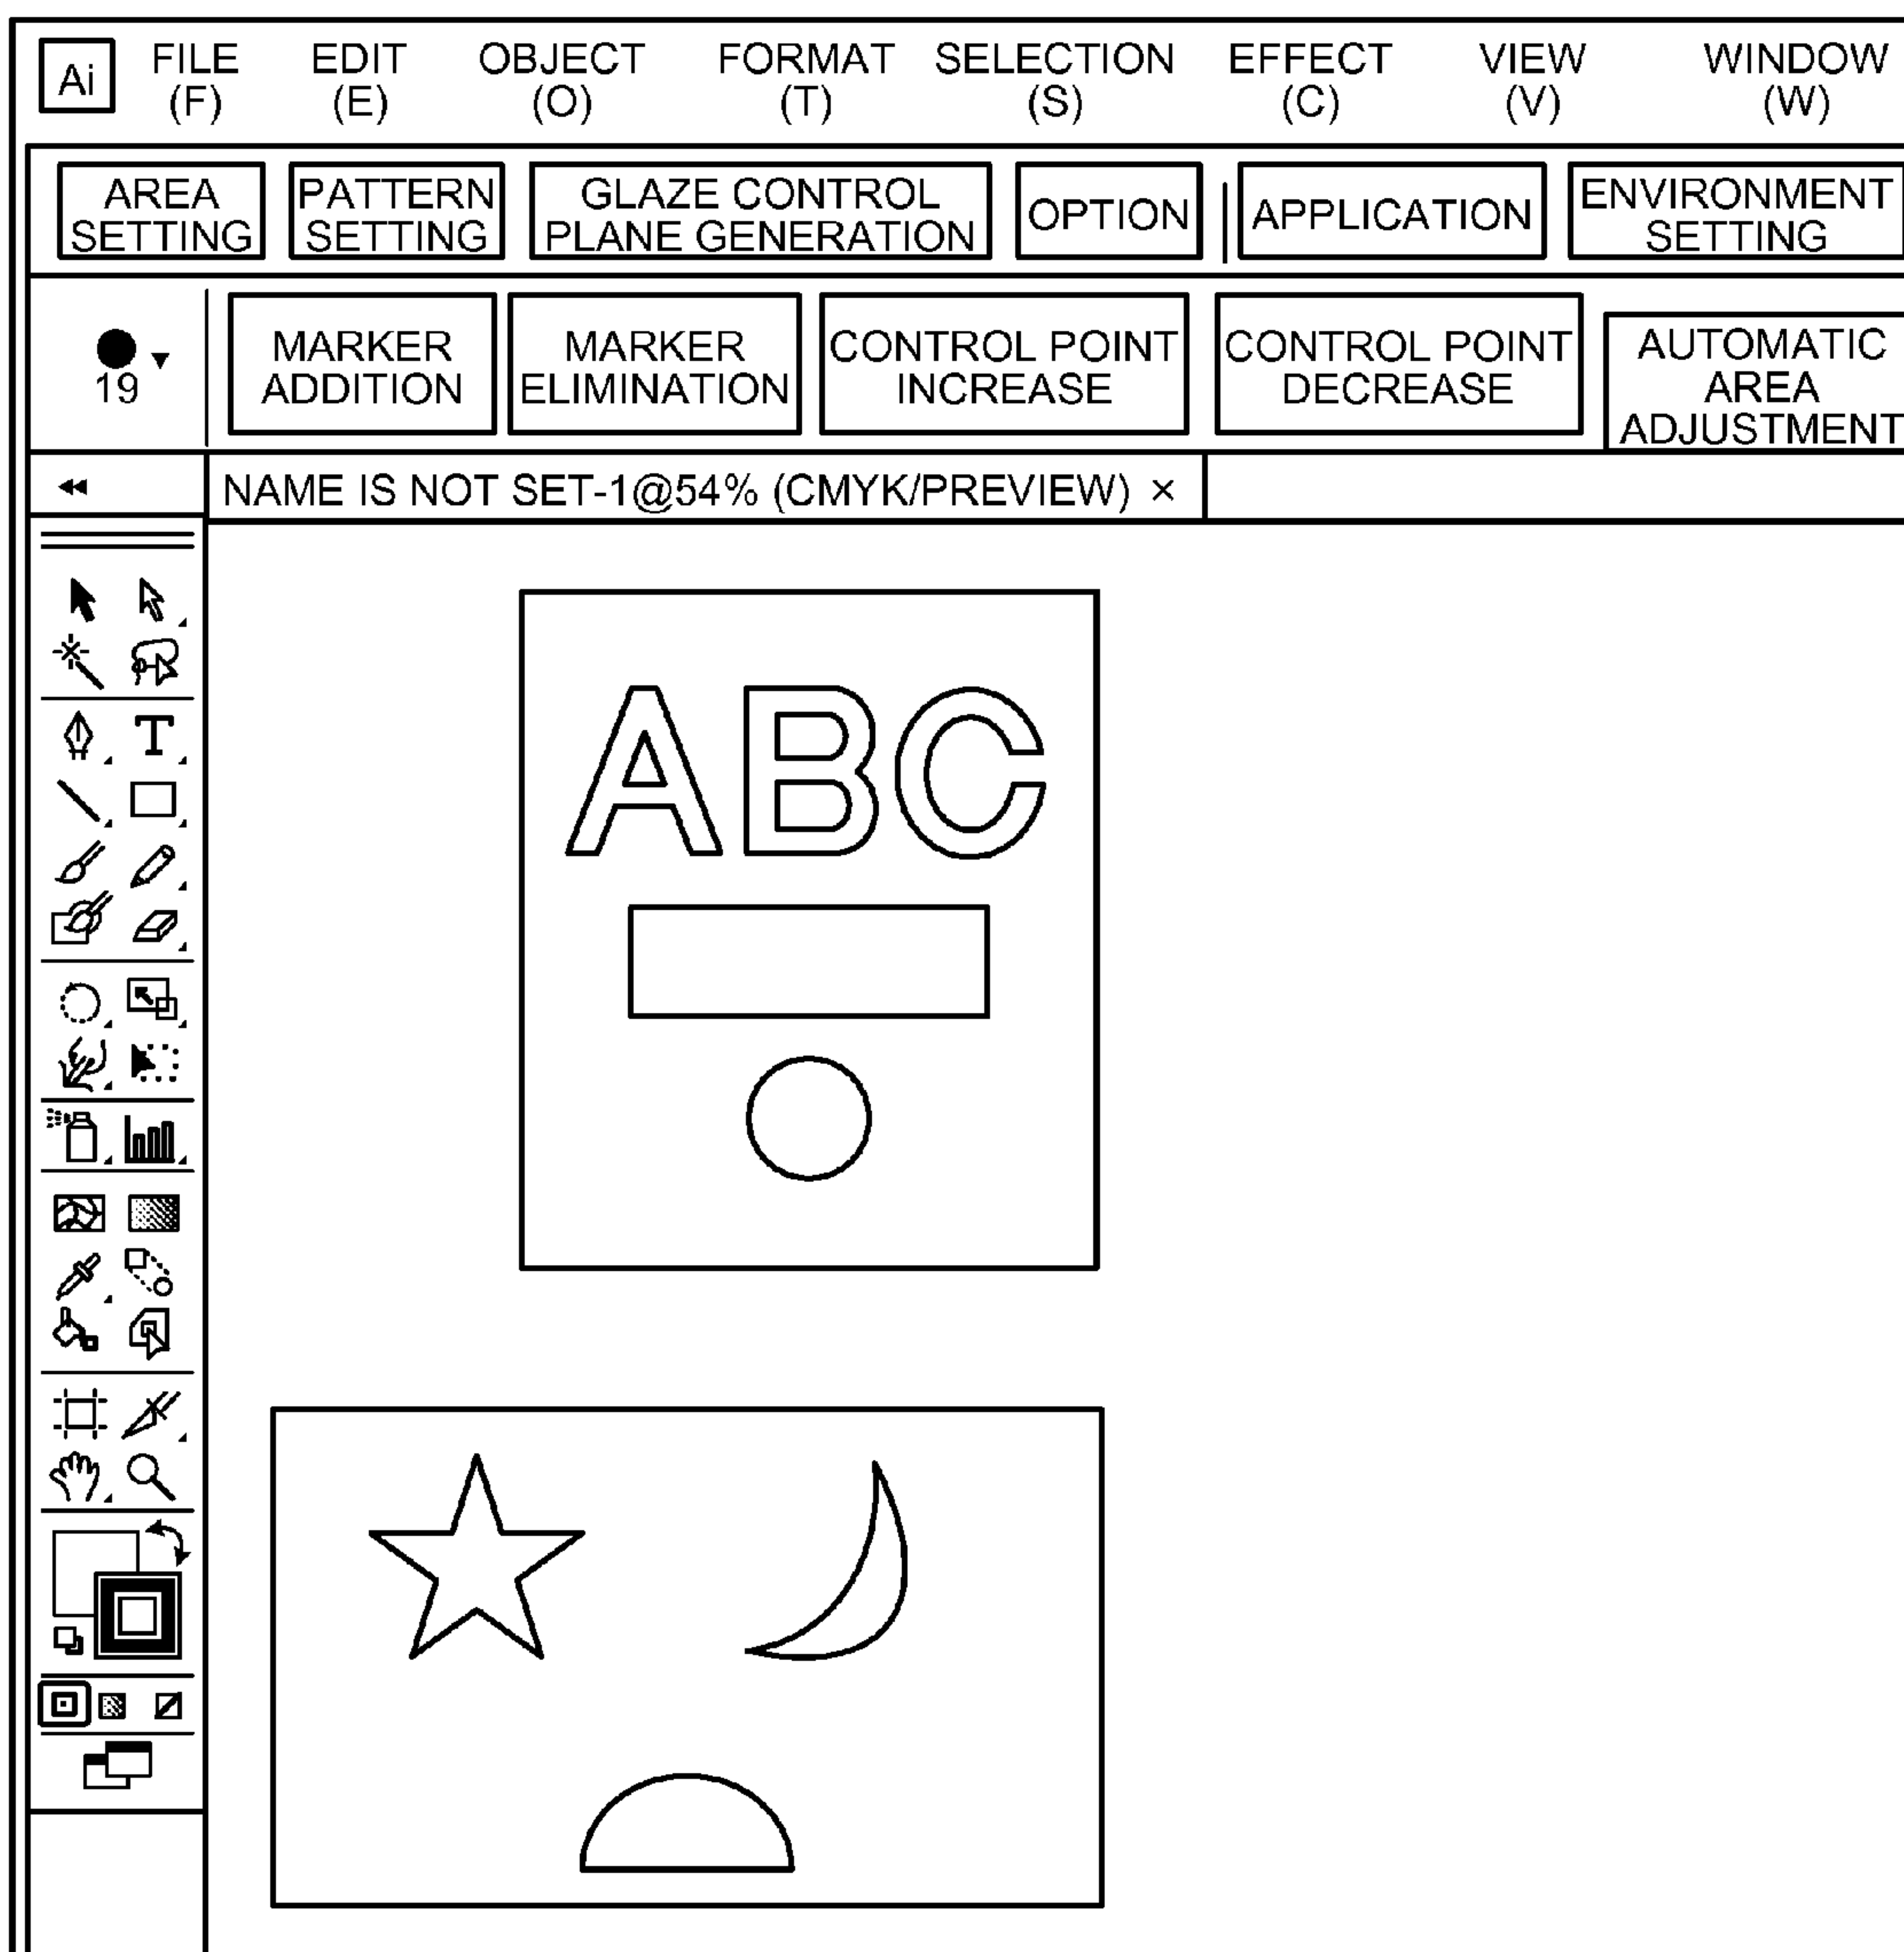 Ai FILE EDIT OBJECT FORMAT SELECTION EFFECT VIEW WINDOW
(F) (E) (O) (T) (S) (C) (V) (W)
AREA PATTERN GLAZE CONTROL OPTION APPLICATION ENVIRONMENT
SETTING SETTING PLANE GENERATION SETTING
19
MARKER MARKER CONTROL POINT CONTROL POINT AUTOMATIC
ADDITION ELIMINATION INCREASE DECREASE AREA
ADJUSTMENT
NAME IS NOT SET-1@54% (CMYK/PREVIEW) ×
T
ABC